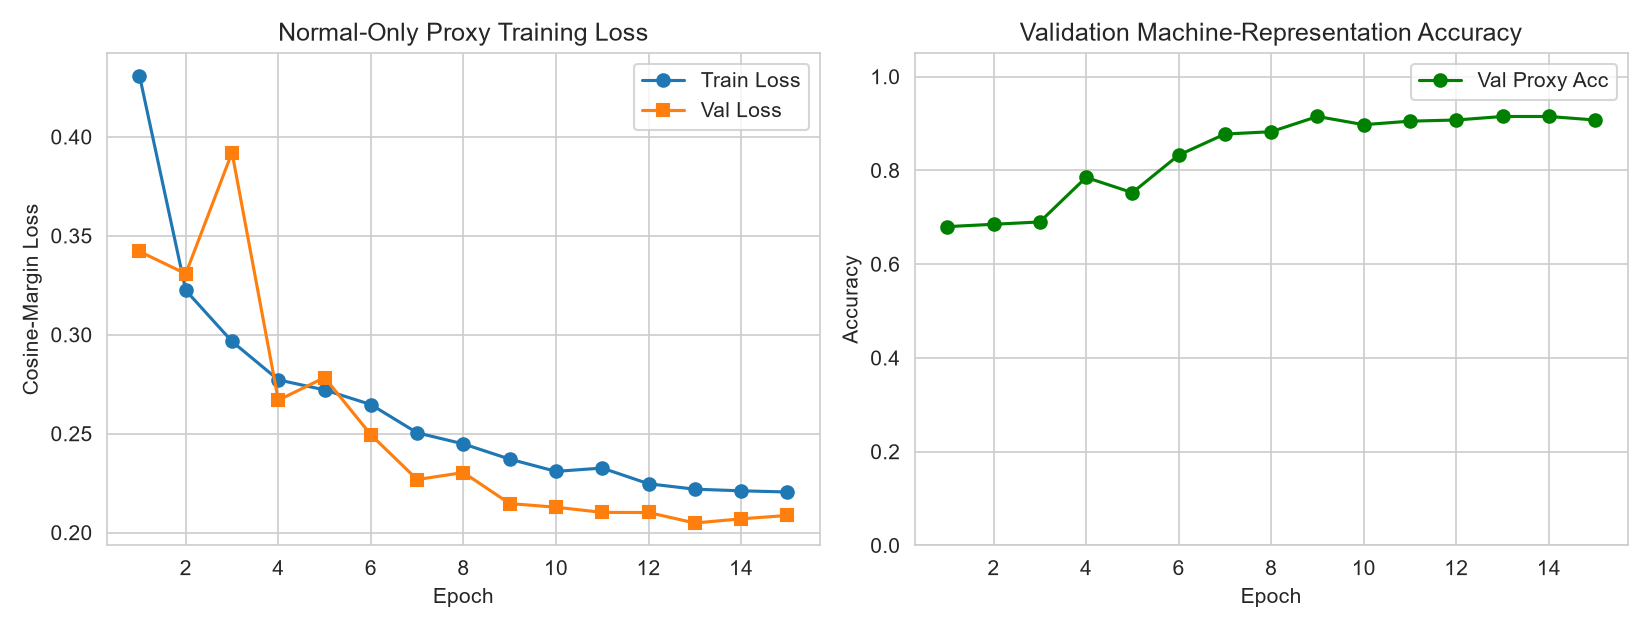 Normal-Only Proxy Training Loss
Train Loss
Val Loss
Cosine-Margin Loss
0.40
0.35
0.30
0.25
0.20
2 4 6 8 10 12 14
Epoch
Validation Machine-Representation Accuracy
Val Proxy Acc
Accuracy
1.0
0.8
0.6
0.4
0.2
0.0
2 4 6 8 10 12 14
Epoch